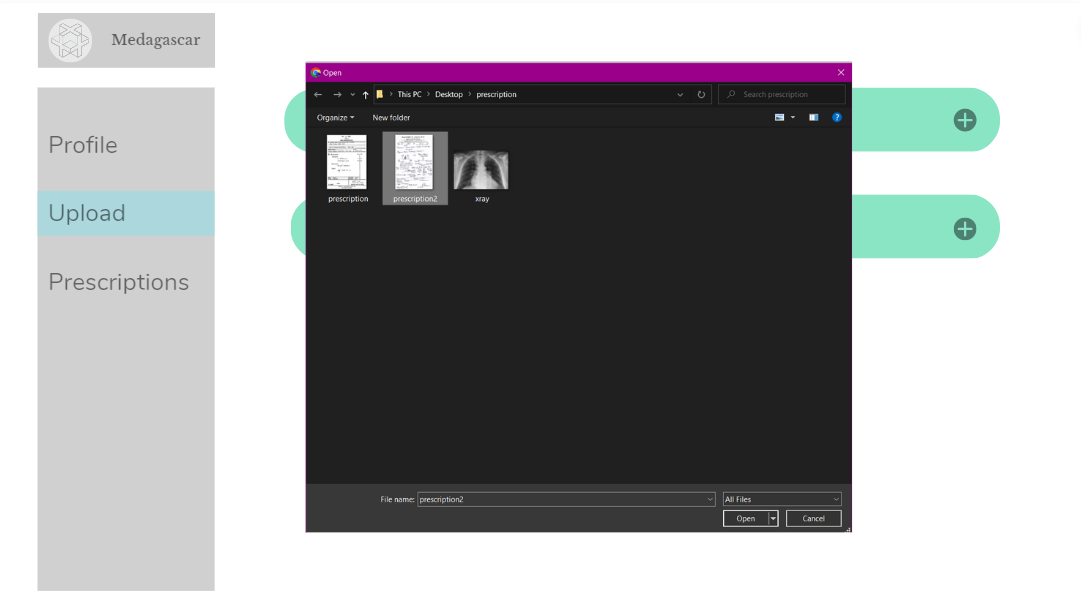 Medagascar
Profile
Upload
Prescriptions
Open
This PC > Desktop > prescription
Search prescription
Organize
New folder
prescription
prescription2
xray
File name: prescription2
All Files
Open
Cancel